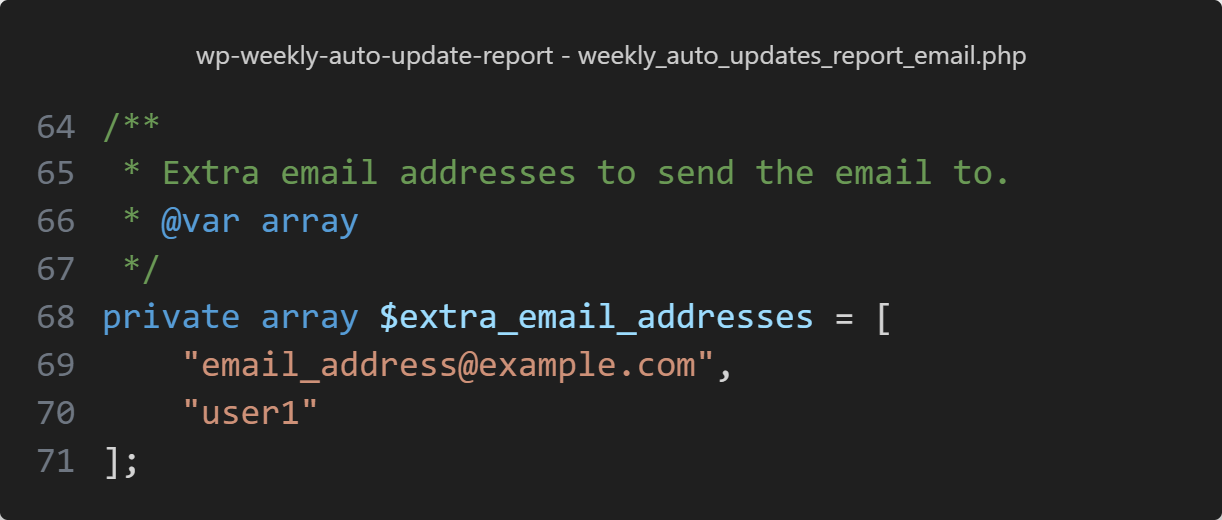 wp-weekly-auto-update-report - weekly_auto_updates_report_email.php
64 /**
65  * Extra email addresses to send the email to.
66  * @var array
67  */
68 private array $extra_email_addresses = [
69     "email_address@example.com",
70     "user1"
71 ];